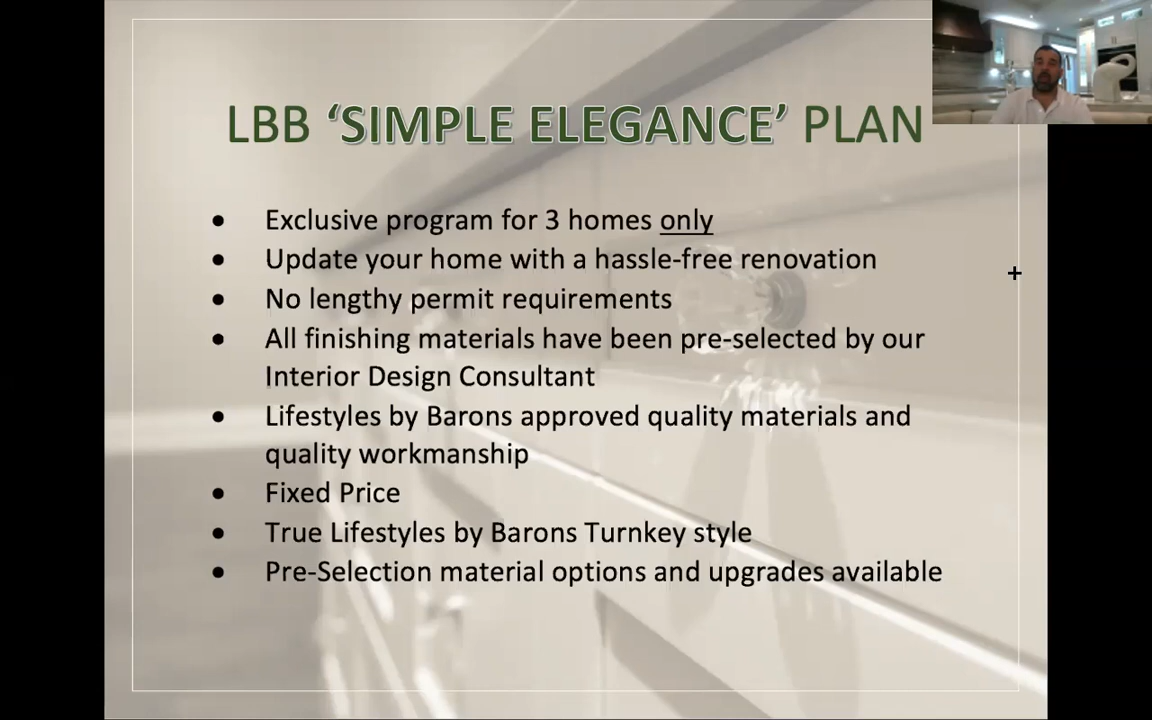 LBB ‘SIMPLE ELEGANCE’ PLAN
• Exclusive program for 3 homes only
• Update your home with a hassle-free renovation
• No lengthy permit requirements
• All finishing materials have been pre-selected by our
Interior Design Consultant
• Lifestyles by Barons approved quality materials and
quality workmanship
• Fixed Price
• True Lifestyles by Barons Turnkey style
• Pre-Selection material options and upgrades available